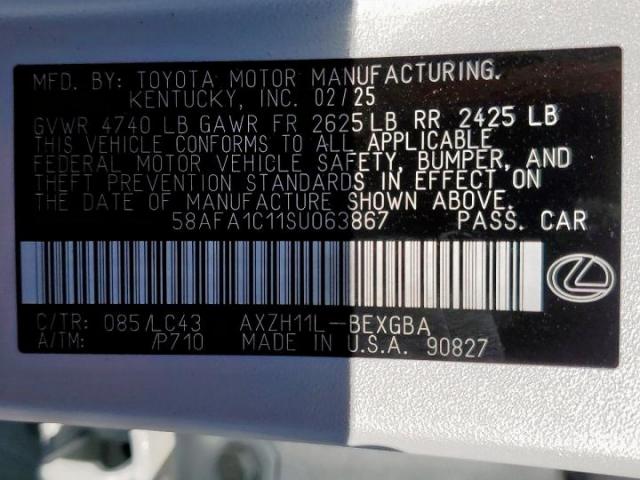 MFD. BY: TOYOTA MOTOR MANUFACTURING.
KENTUCKY, INC. 02/25
GVWR 4740 LB GAWR FR 2625 LB RR 2425 LB
THIS VEHICLE CONFORMS TO ALL APPLICABLE
FEDERAL MOTOR VEHICLE SAFETY, BUMPER, AND
THEFT PREVENTION STANDARDS IN EFFECT ON
THE DATE OF MANUFACTURE SHOWN ABOVE.
58AFA1C11SU063867 PASS. CAR
C/TR: 085/LC43 AXZH11L-BEXGBA
A/TM: /P710 MADE IN U.S.A. 90827